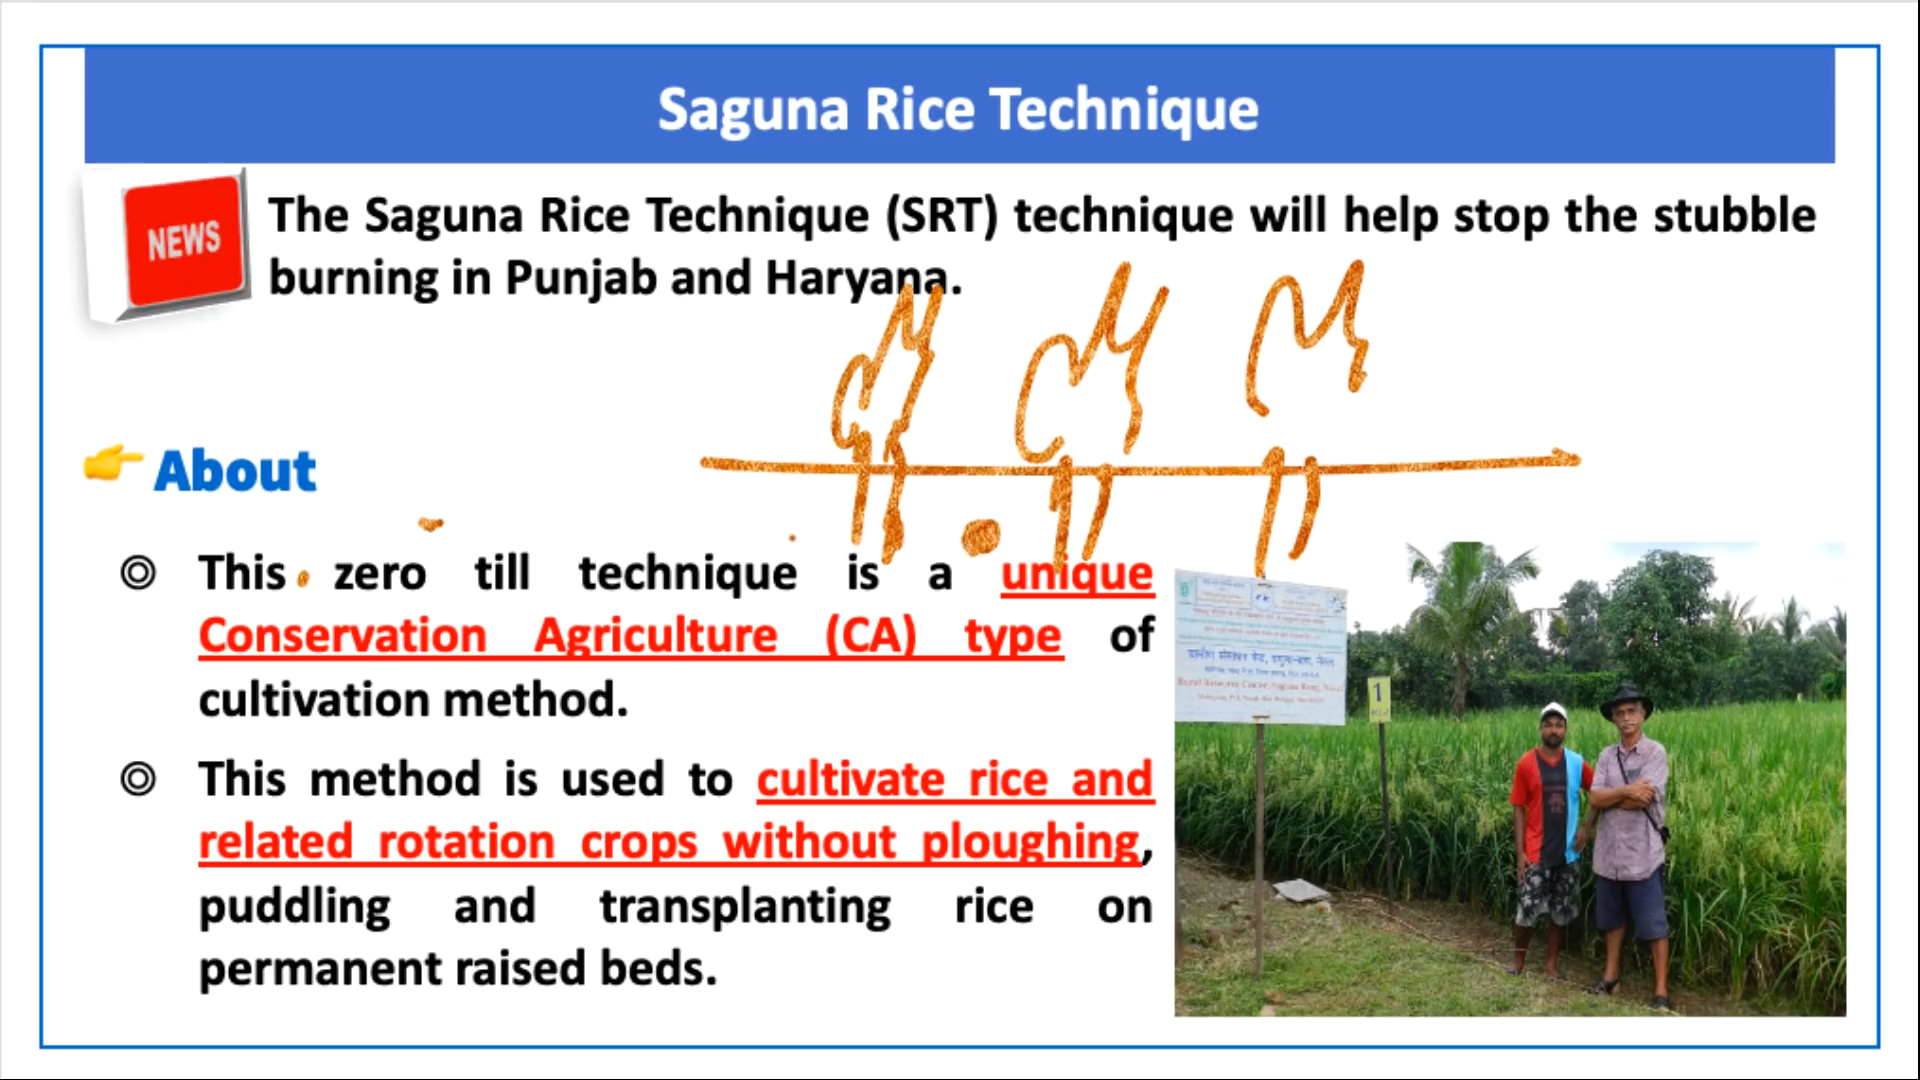 Saguna Rice Technique
NEWS
The Saguna Rice Technique (SRT) technique will help stop the stubble
burning in Punjab and Haryana.
About
This zero till technique is a unique
Conservation Agriculture (CA) type of
cultivation method.
This method is used to cultivate rice and
related rotation crops without ploughing,
puddling and transplanting rice on
permanent raised beds.
1